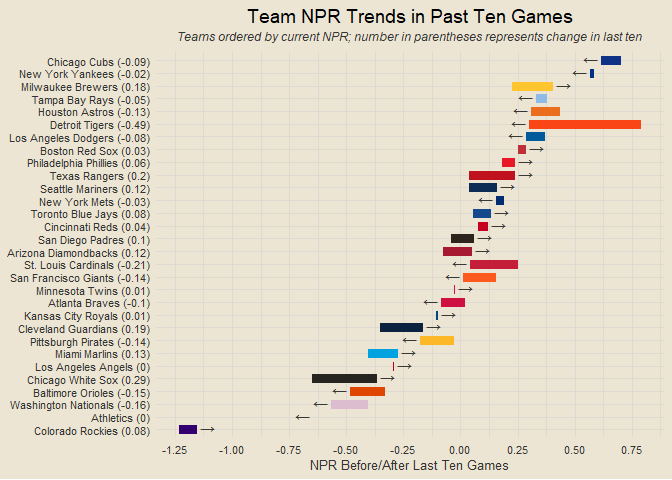 Team NPR Trends in Past Ten Games
Teams ordered by current NPR; number in parentheses represents change in last ten
Chicago Cubs (-0.09)
New York Yankees (-0.02)
Milwaukee Brewers (0.18)
Tampa Bay Rays (-0.05)
Houston Astros (-0.13)
Detroit Tigers (-0.49)
Los Angeles Dodgers (-0.08)
Boston Red Sox (0.03)
Philadelphia Phillies (0.06)
Texas Rangers (0.2)
Seattle Mariners (0.12)
New York Mets (-0.03)
Toronto Blue Jays (0.08)
Cincinnati Reds (0.04)
San Diego Padres (0.1)
Arizona Diamondbacks (0.12)
St. Louis Cardinals (-0.21)
San Francisco Giants (-0.14)
Minnesota Twins (0.01)
Atlanta Braves (-0.1)
Kansas City Royals (0.01)
Cleveland Guardians (0.19)
Pittsburgh Pirates (-0.14)
Miami Marlins (0.13)
Los Angeles Angels (0)
Chicago White Sox (0.29)
Baltimore Orioles (-0.15)
Washington Nationals (-0.16)
Athletics (0)
Colorado Rockies (0.08)
-1.25 -1.00 -0.75 -0.50 -0.25 0.00 0.25 0.50 0.75
NPR Before/After Last Ten Games